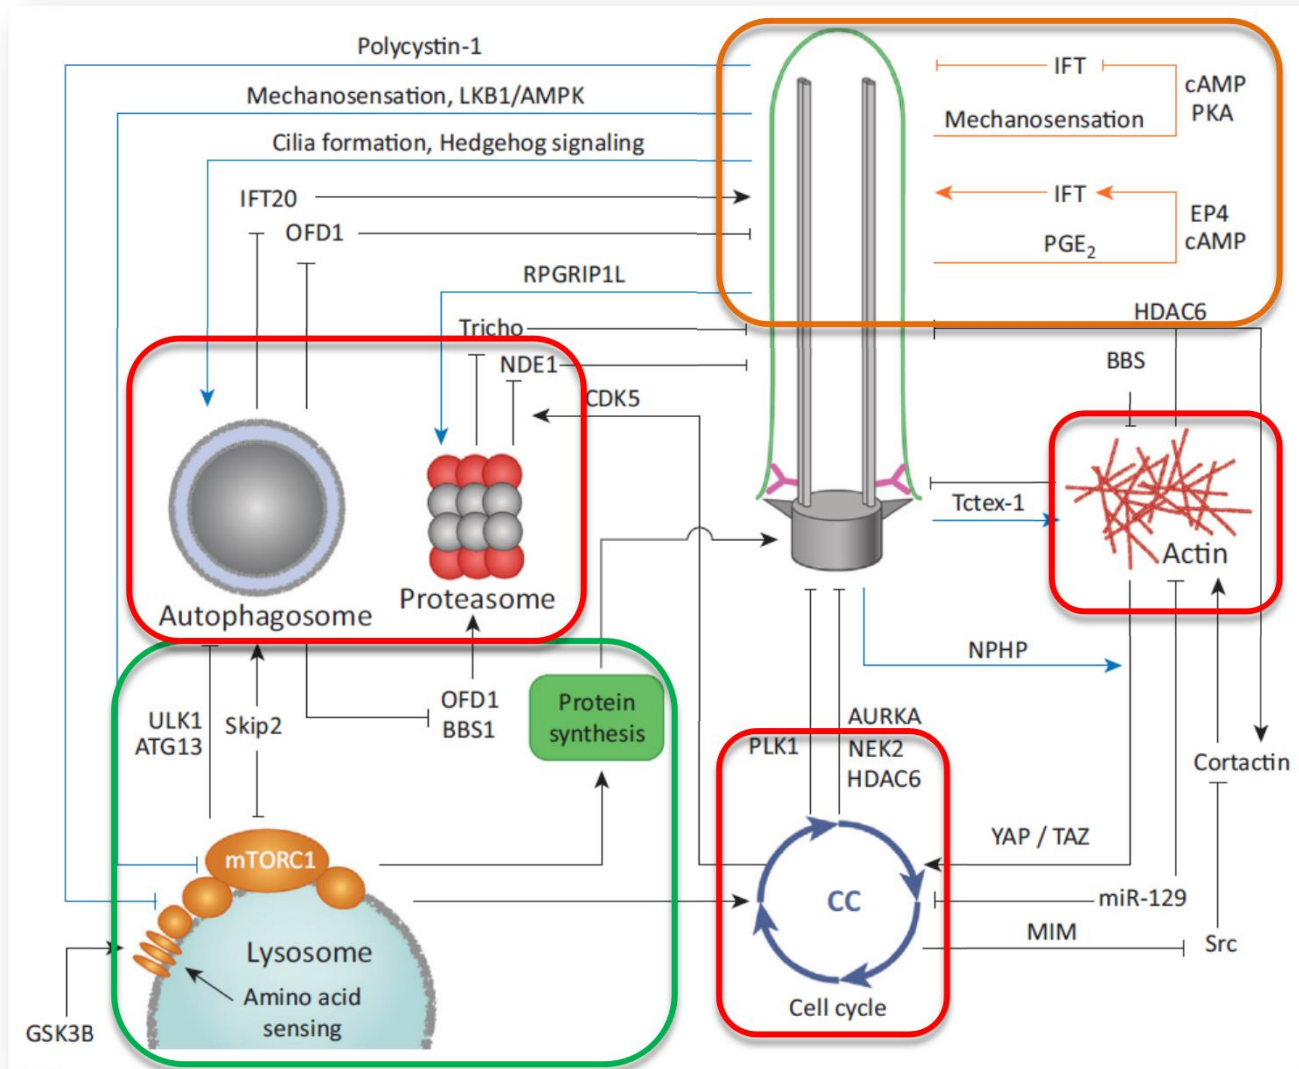 Polycystin-1
Mechanosensation, LKB1/AMPK
Cilia formation, Hedgehog signaling
IFT20
OFD1
RPGRIP1L
Tricho
NDE1
CDK5
IFT
cAMP
PKA
Mechanosensation
IFT
EP4
cAMP
PGE2
HDAC6
BBS
Tctex-1
Actin
Autophagosome
Proteasome
NPHP
ULK1
ATG13
Skip2
OFD1
BBS1
Protein
synthesis
PLK1
AURKA
NEK2
HDAC6
Cortactin
YAP / TAZ
mTORC1
CC
miR-129
MIM
Src
Lysosome
Amino acid
sensing
Cell cycle
GSK3B